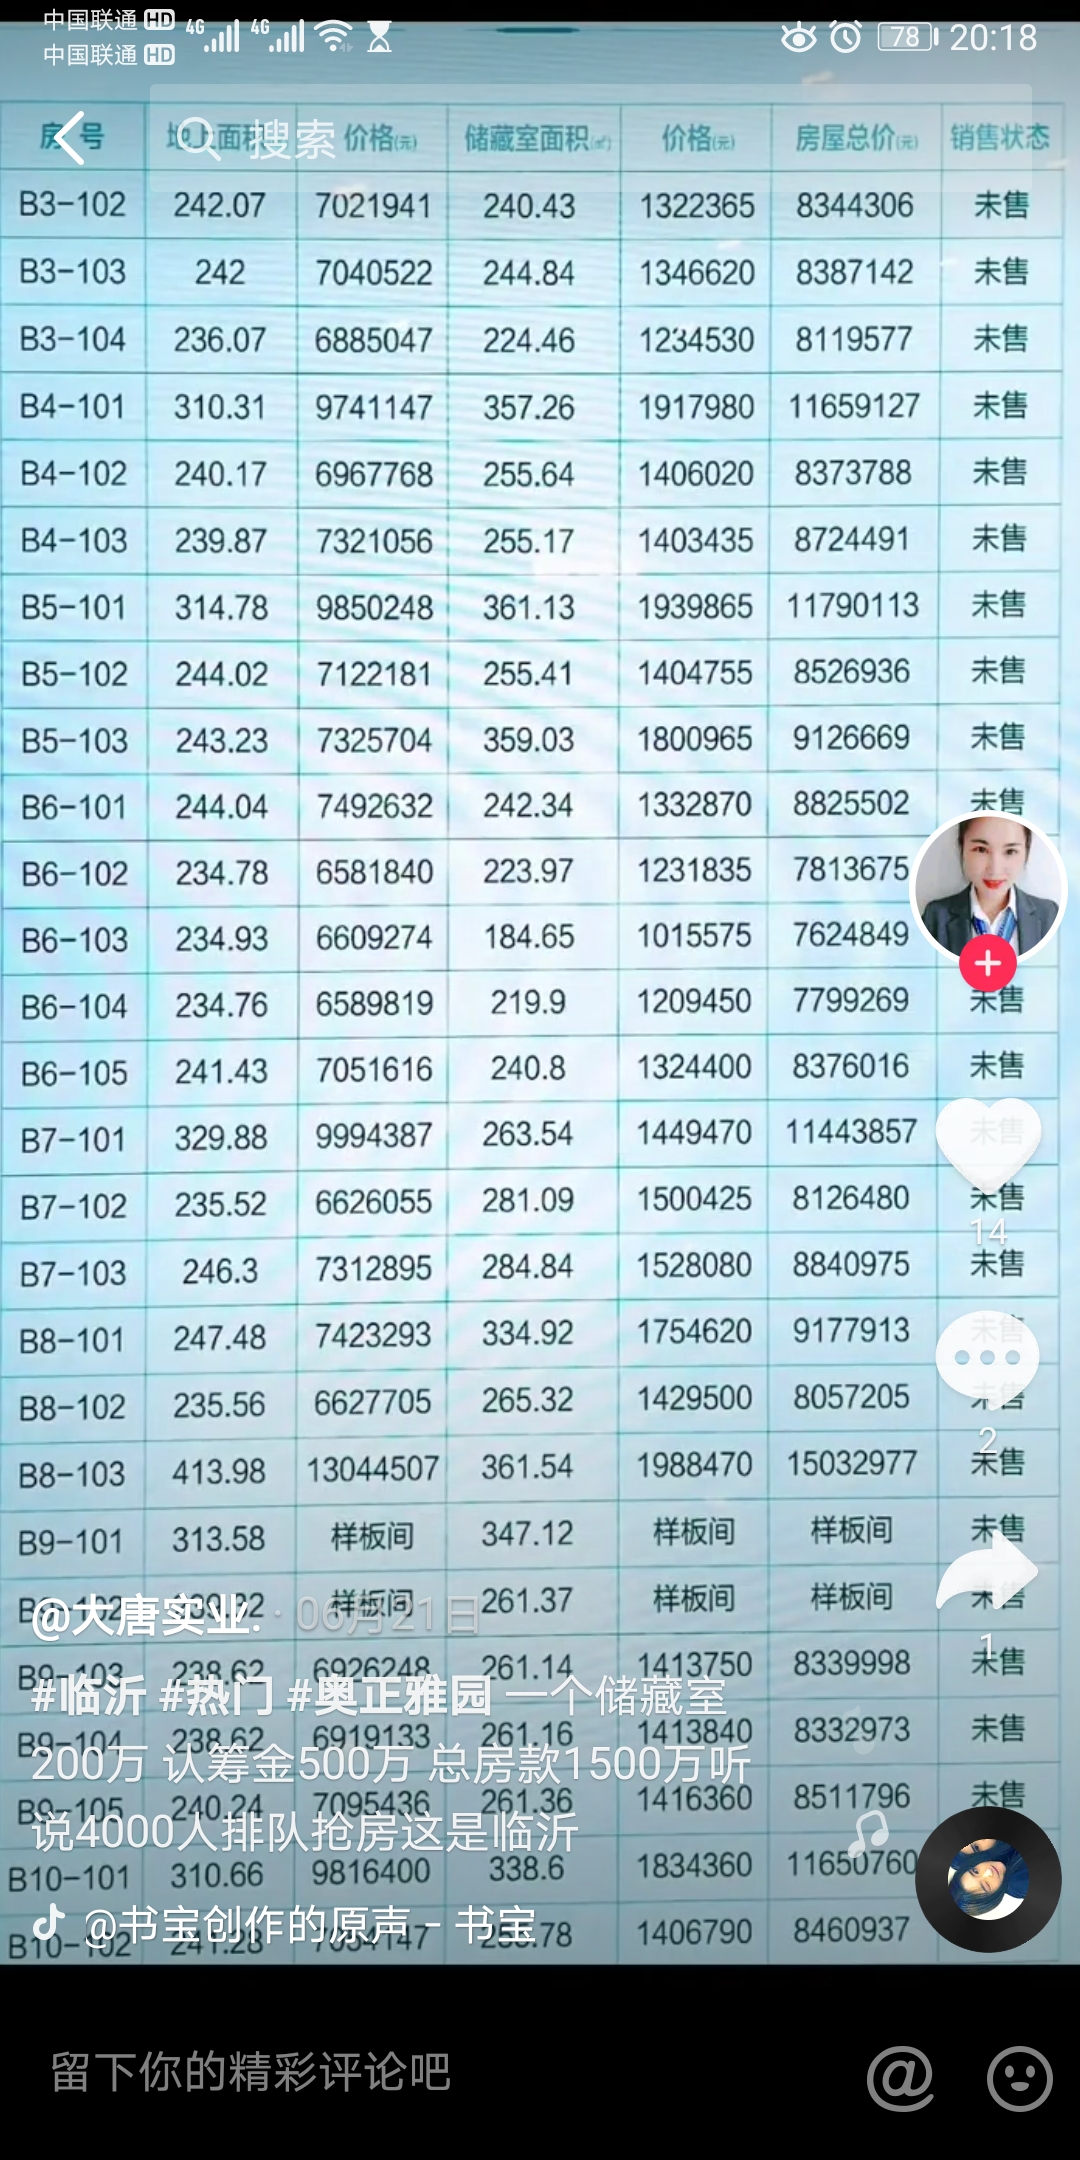 中国联通 HD 4G 4G 78 20:18
中国联通 HD
搜索
房号 地上面积 价格(元) 储藏室面积(㎡) 价格(元) 房屋总价(元) 销售状态
B3-102 242.07 7021941 240.43 1322365 8344306 未售
B3-103 242 7040522 244.84 1346620 8387142 未售
B3-104 236.07 6885047 224.46 1234530 8119577 未售
B4-101 310.31 9741147 357.26 1917980 11659127 未售
B4-102 240.17 6967768 255.64 1406020 8373788 未售
B4-103 239.87 7321056 255.17 1403435 8724491 未售
B5-101 314.78 9850248 361.13 1939865 11790113 未售
B5-102 244.02 7122181 255.41 1404755 8526936 未售
B5-103 243.23 7325704 359.03 1800965 9126669 未售
B6-101 244.04 7492632 242.34 1332870 8825502 未售
B6-102 234.78 6581840 223.97 1231835 7813675
B6-103 234.93 6609274 184.65 1015575 7624849
B6-104 234.76 6589819 219.9 1209450 7799269 未售
B6-105 241.43 7051616 240.8 1324400 8376016 未售
B7-101 329.88 9994387 263.54 1449470 11443857 未售
B7-102 235.52 6626055 281.09 1500425 8126480 未售
14
B7-103 246.3 7312895 284.84 1528080 8840975 未售
B8-101 247.48 7423293 334.92 1754620 9177913 未售
B8-102 235.56 6627705 265.32 1429500 8057205 未售
2
B8-103 413.98 13044507 361.54 1988470 15032977 未售
B9-101 313.58 样板间 347.12 样板间 样板间 未售
样板间 261.37 样板间 样板间 未售
@大唐实业. · 06月21日
1
B9-103 238.62 6926248 261.14 1413750 8339998 未售
#临沂 #热门 #奥正雅园 一个储藏室
B9-104 238.62 6919133 261.16 1413840 8332973 未售
200万 认筹金500万 总房款1500万听
B9-105 240.24 7095436 261.36 1416360 8511796 未售
说4000人排队抢房这是临沂
B10-101 310.66 9816400 338.6 1834360 11650760
B10-102 241.28 1406790 8460937
@书宝创作的原声 - 书宝
留下你的精彩评论吧